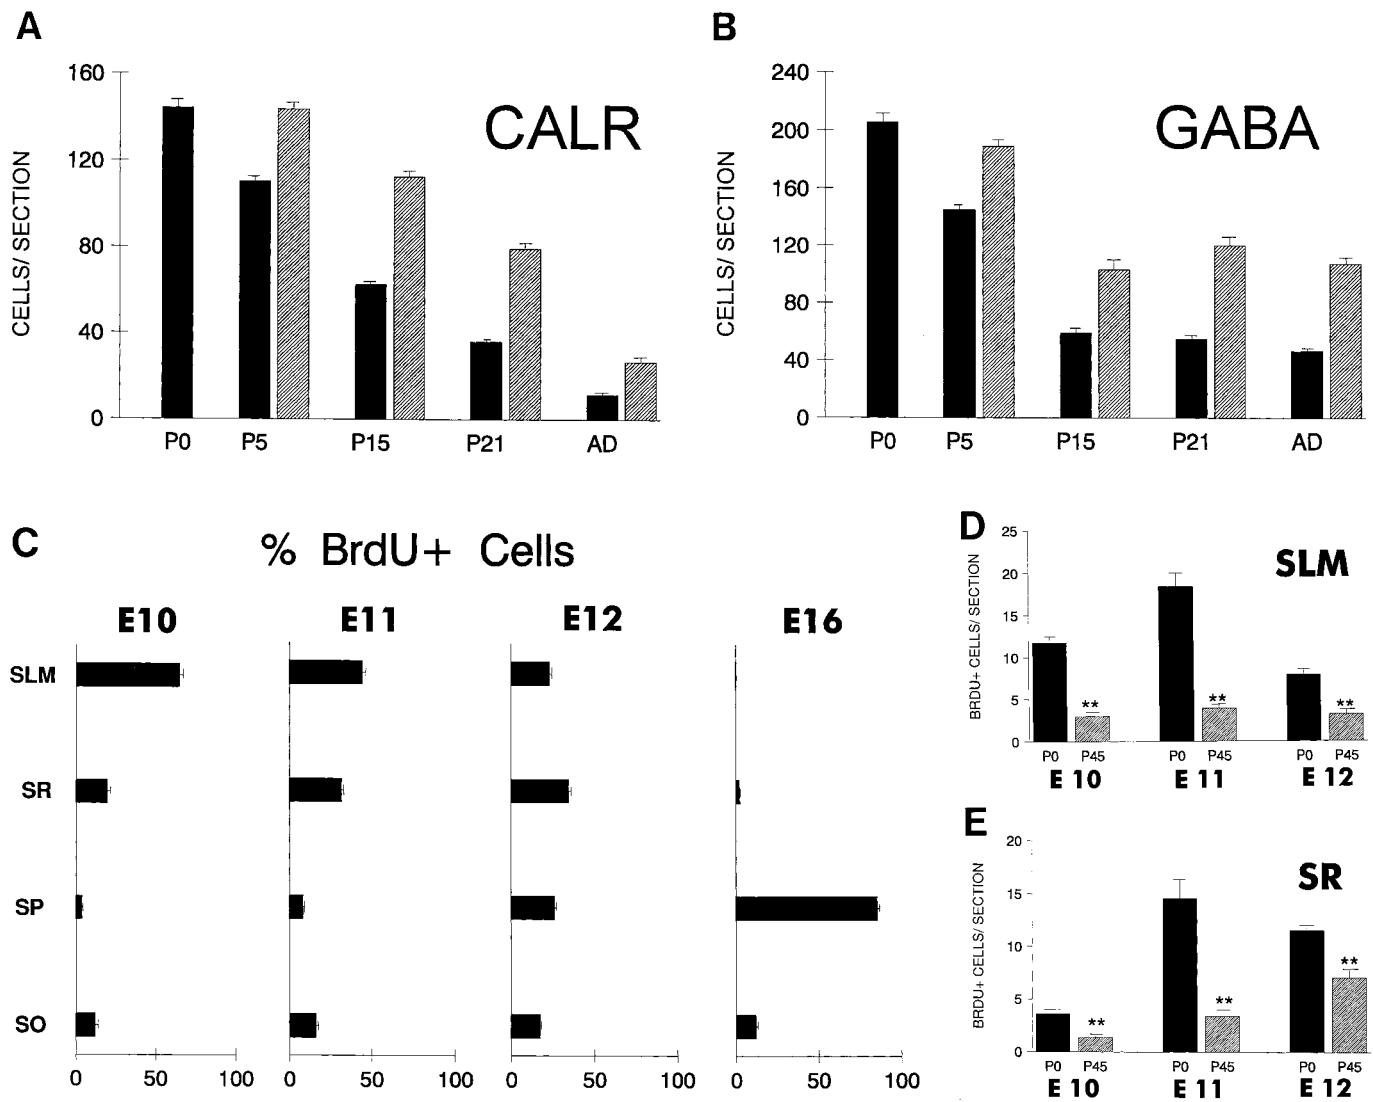 A
CALR
CELLS/ SECTION
160
120
80
40
0
P0 P5 P15 P21 AD
B
GABA
CELLS/ SECTION
240
200
160
120
80
40
0
P0 P5 P15 P21 AD
C
% BrdU+ Cells
E10 E11 E12 E16
SLM
SR
SP
SO
0 50 100 0 50 100 0 50 100 0 50 100
D
SLM
BRDU+ CELLS/ SECTION
25
20
15
10
5
0
** ** **
P0 P45 P0 P45 P0 P45
E 10 E 11 E 12
E
SR
BRDU+ CELLS/ SECTION
20
15
10
5
0
** ** **
P0 P45 P0 P45 P0 P45
E 10 E 11 E 12